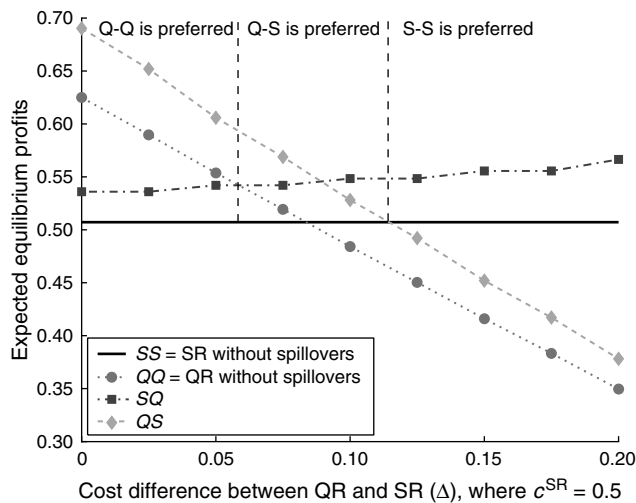 Q-Q is preferred
Q-S is preferred
S-S is preferred
Expected equilibrium profits
0.70
0.65
0.60
0.55
0.50
0.45
0.40
0.35
0.30
SS = SR without spillovers
QQ = QR without spillovers
SQ
QS
0
0.05
0.10
0.15
0.20
Cost difference between QR and SR (Δ), where c^SR = 0.5